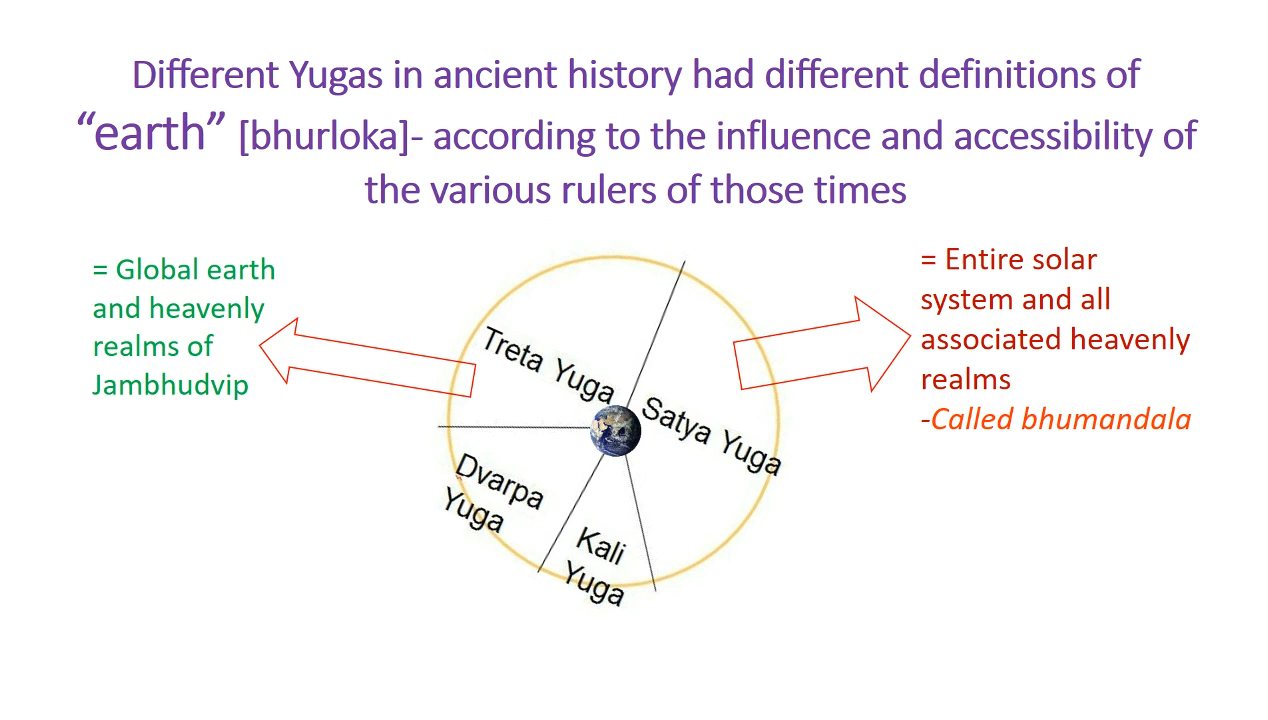 Different Yugas in ancient history had different definitions of
“earth” [bhurloka]- according to the influence and accessibility of
the various rulers of those times
= Global earth
and heavenly
realms of
Jambhudvip
= Entire solar
system and all
associated heavenly
realms
-Called bhumandala
Treta Yuga
Satya Yuga
Dvarpa
Yuga
Kali
Yuga